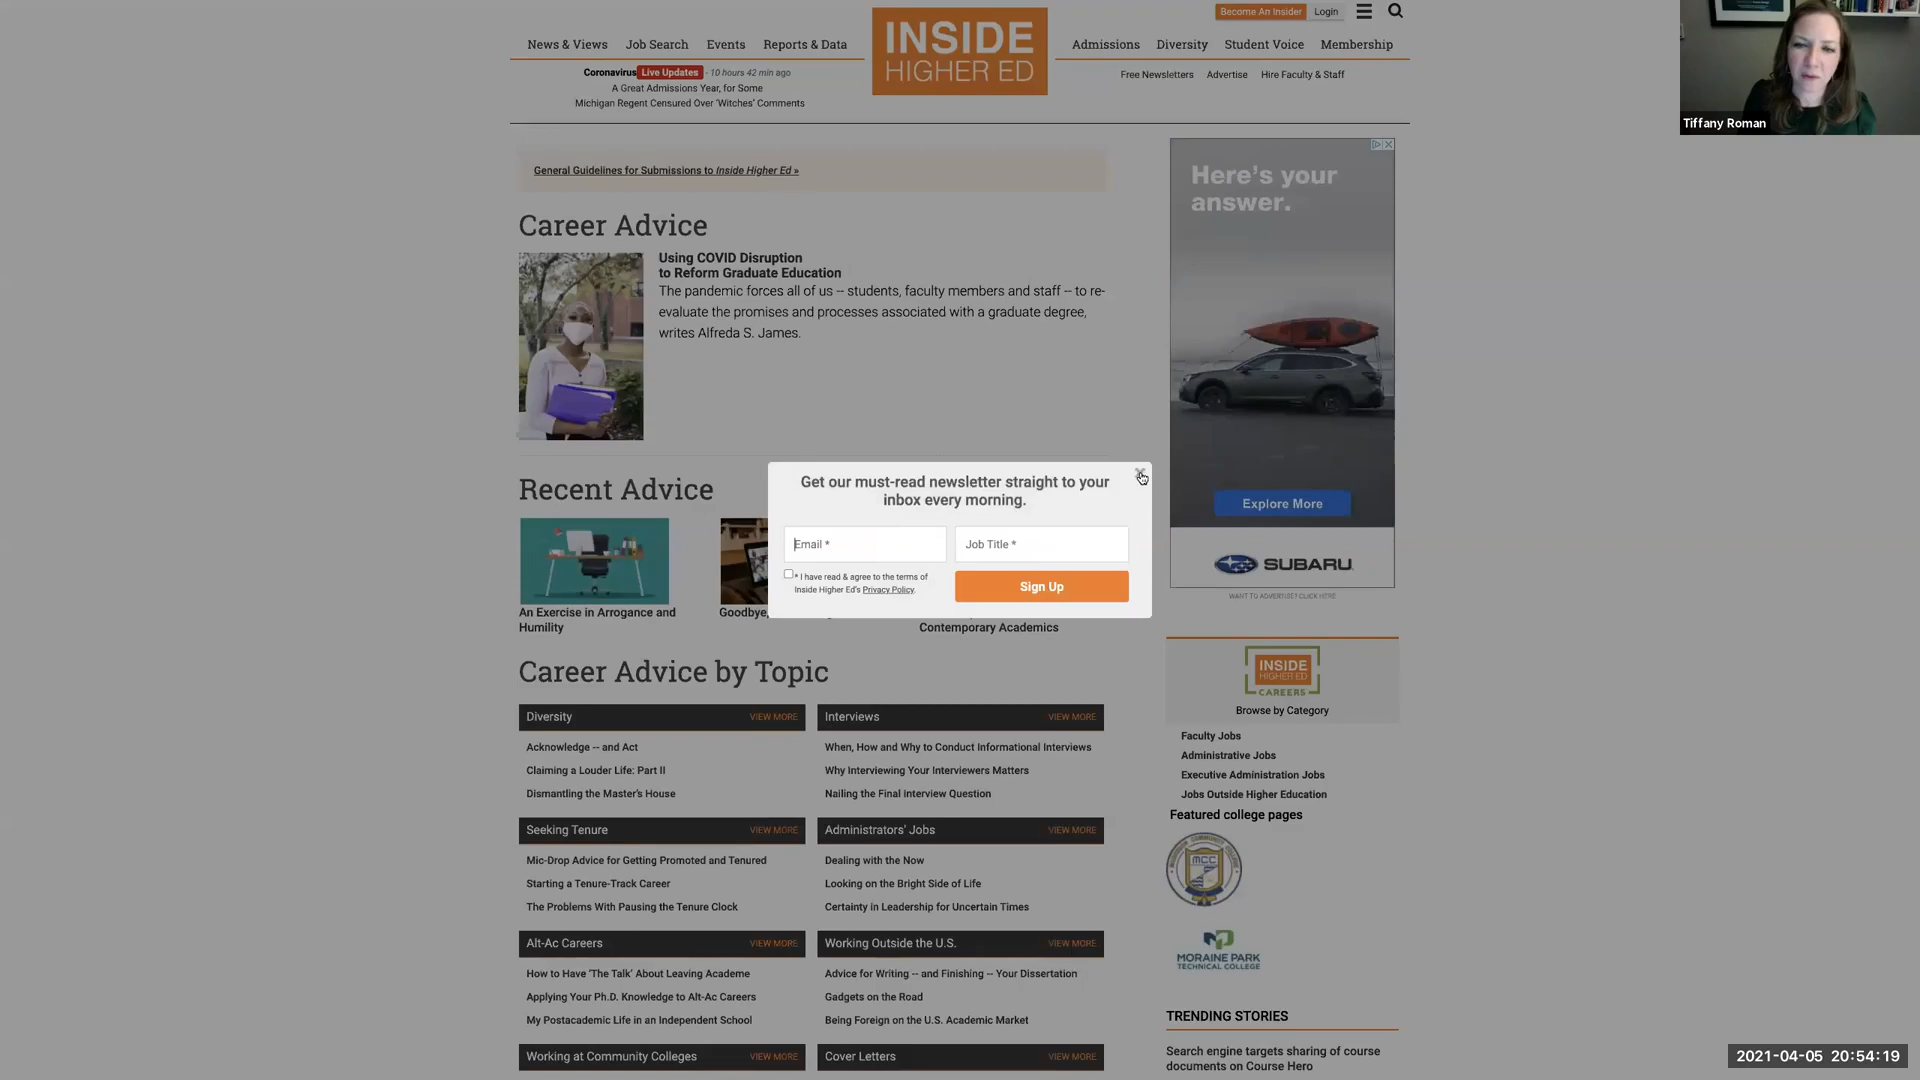 Become An Insider
Login
News & Views
Job Search
Events
Reports & Data
INSIDE
HIGHER ED
Admissions
Diversity
Student Voice
Membership
Coronavirus Live Updates - 10 hours 42 min ago
A Great Admissions Year, for Some
Michigan Regent Censured Over 'Witches' Comments
Free Newsletters
Advertise
Hire Faculty & Staff
Tiffany Roman
General Guidelines for Submissions to Inside Higher Ed »
Career Advice
Using COVID Disruption
to Reform Graduate Education
The pandemic forces all of us -- students, faculty members and staff -- to re-
evaluate the promises and processes associated with a graduate degree,
writes Alfreda S. James.
Here's your
answer.
Explore More
SUBARU
WANT TO ADVERTISE? CLICK HERE
Recent Advice
An Exercise in Arrogance and
Humility
Goodbye,
Contemporary Academics
Get our must-read newsletter straight to your
inbox every morning.
Email *
Job Title *
* I have read & agree to the terms of
Inside Higher Ed's Privacy Policy.
Sign Up
Career Advice by Topic
Diversity
VIEW MORE
Acknowledge -- and Act
Claiming a Louder Life: Part II
Dismantling the Master's House
Interviews
VIEW MORE
When, How and Why to Conduct Informational Interviews
Why Interviewing Your Interviewers Matters
Nailing the Final Interview Question
Seeking Tenure
VIEW MORE
Mic-Drop Advice for Getting Promoted and Tenured
Starting a Tenure-Track Career
The Problems With Pausing the Tenure Clock
Administrators' Jobs
VIEW MORE
Dealing with the Now
Looking on the Bright Side of Life
Certainty in Leadership for Uncertain Times
Alt-Ac Careers
VIEW MORE
How to Have 'The Talk' About Leaving Academe
Applying Your Ph.D. Knowledge to Alt-Ac Careers
My Postacademic Life in an Independent School
Working Outside the U.S.
VIEW MORE
Advice for Writing -- and Finishing -- Your Dissertation
Gadgets on the Road
Being Foreign on the U.S. Academic Market
Working at Community Colleges
VIEW MORE
Cover Letters
VIEW MORE
INSIDE
HIGHER ED
CAREERS
Browse by Category
Faculty Jobs
Administrative Jobs
Executive Administration Jobs
Jobs Outside Higher Education
Featured college pages
MCC
MORAINE PARK
TECHNICAL COLLEGE
TRENDING STORIES
Search engine targets sharing of course
documents on Course Hero
2021-04-05 20:54:19